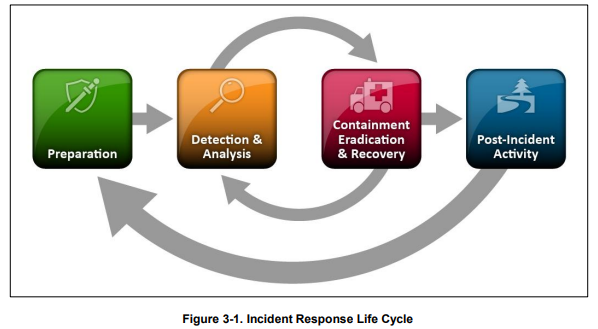 Preparation
Detection &
Analysis
Containment
Eradication
& Recovery
Post-Incident
Activity
Figure 3-1. Incident Response Life Cycle